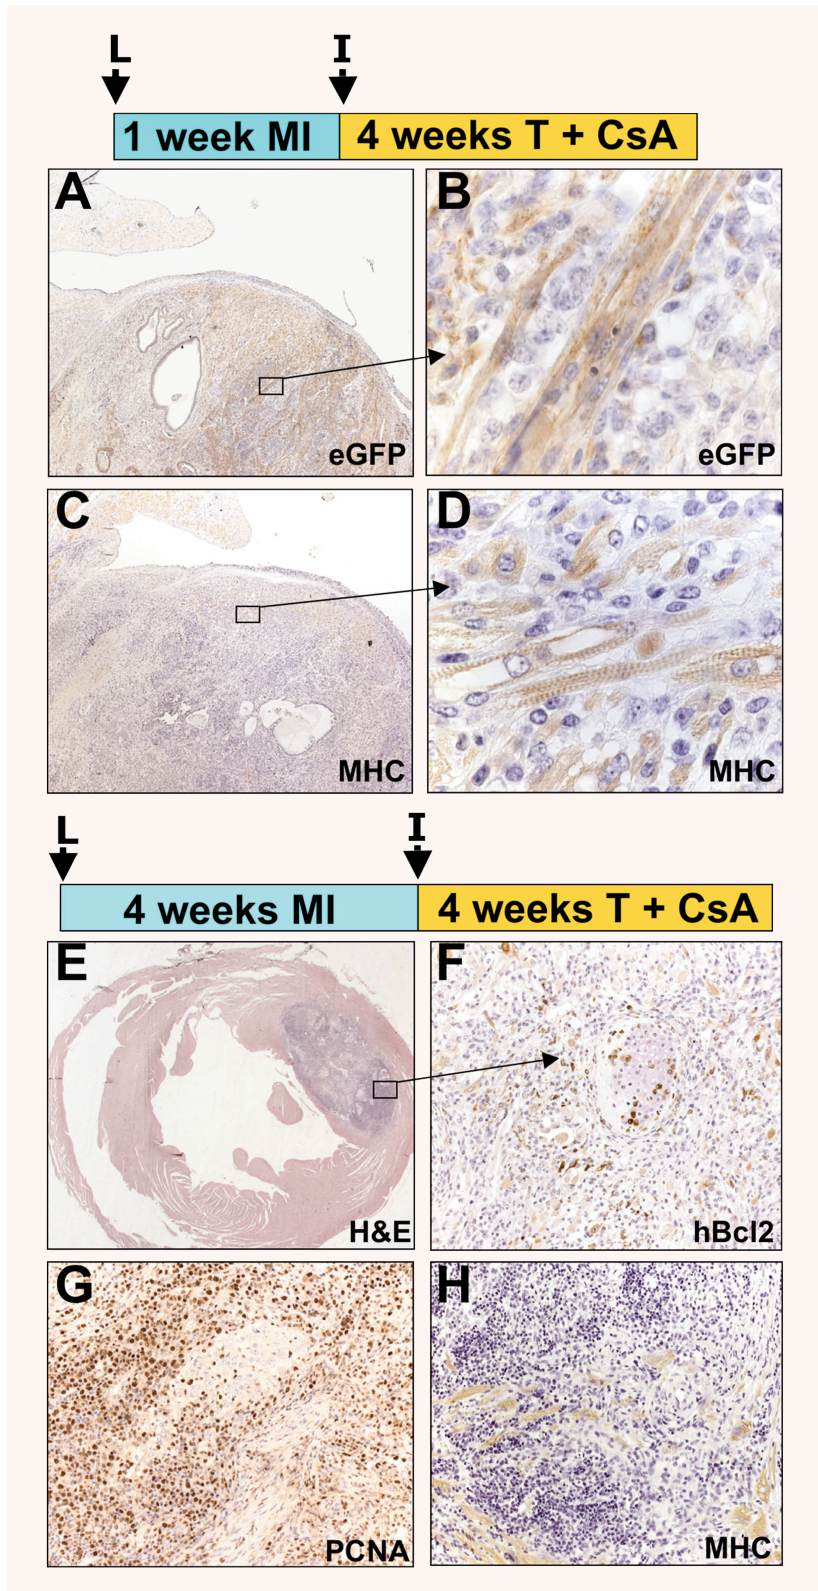 L I
1 week MI 4 weeks T + CsA
A B
eGFP eGFP
C D
MHC MHC
L I
4 weeks MI 4 weeks T + CsA
E F
H&E hBcl2
G H
PCNA MHC